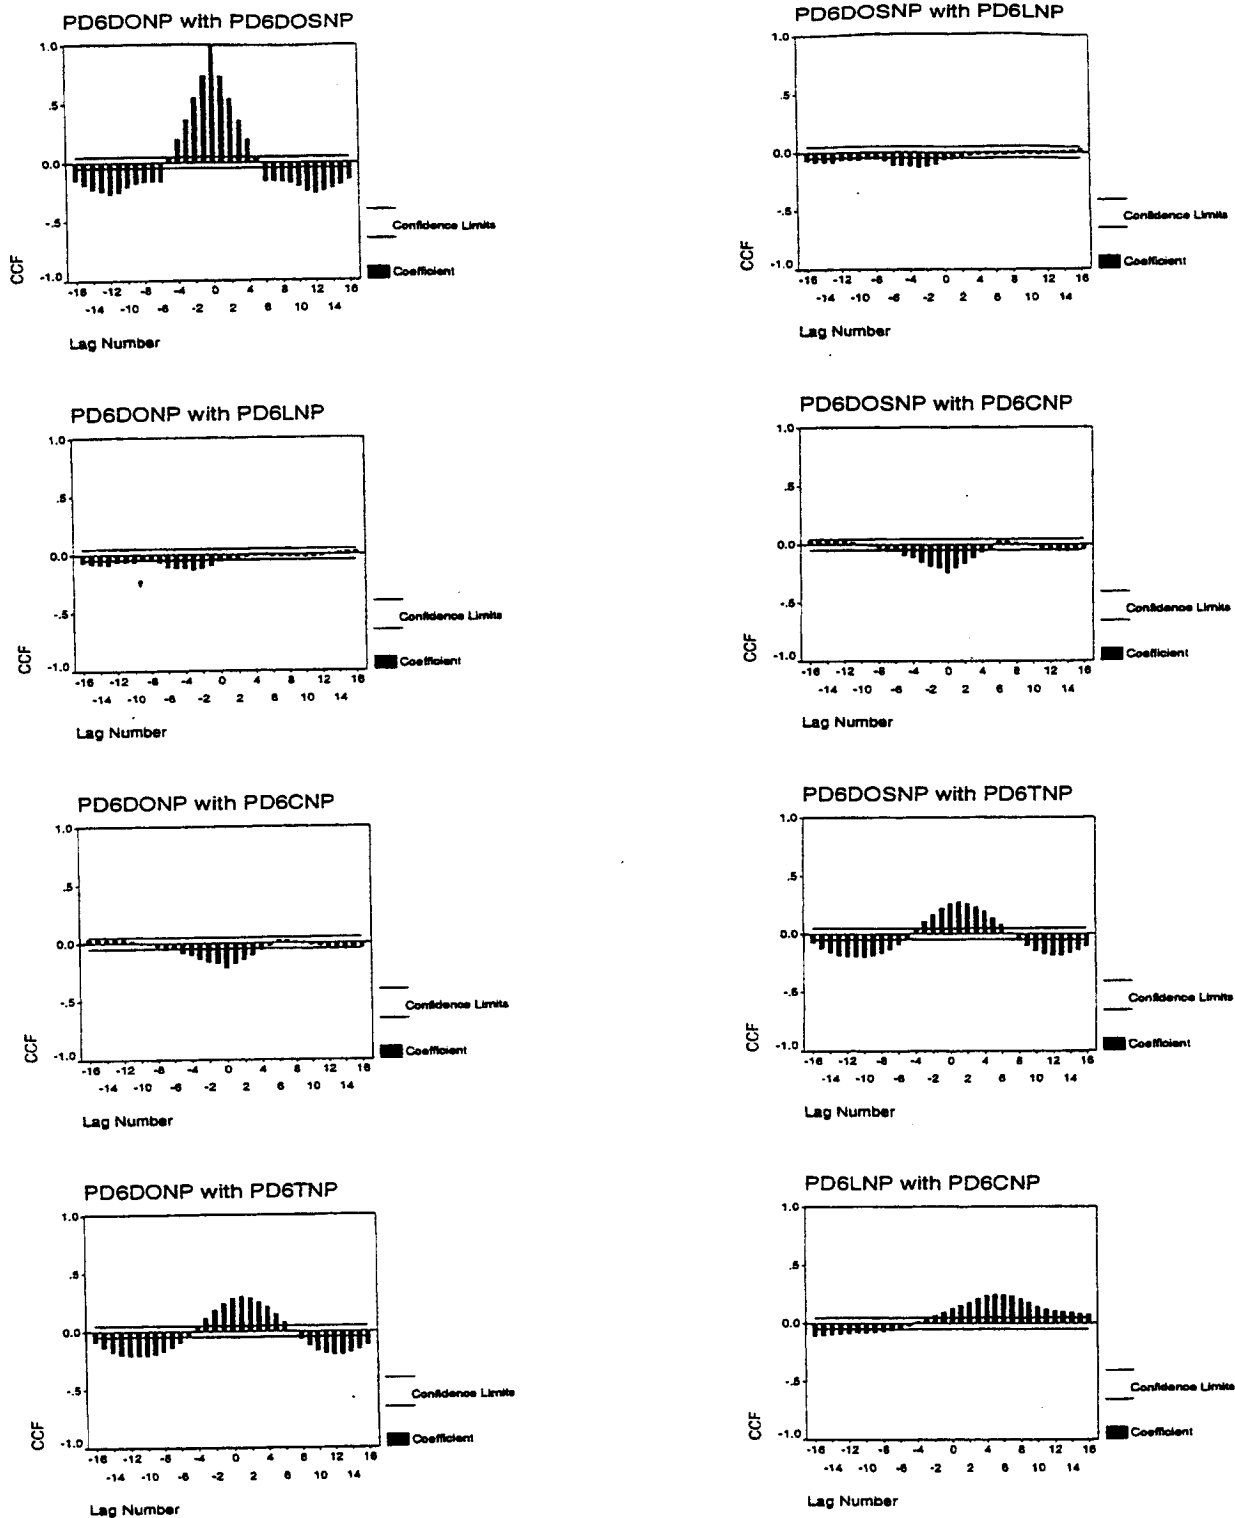 PD6DONP with PD6DOSNP
1.0
.5
0.0
-.5
-1.0
CCF
-16 -12 -8 -4 0 4 8 12 16
-14 -10 -6 -2 2 6 10 14
Lag Number
Confidence Limits
Coefficient
PD6DOSNP with PD6LNP
1.0
.5
0.0
-.5
-1.0
CCF
-16 -12 -8 -4 0 4 8 12 16
-14 -10 -6 -2 2 6 10 14
Lag Number
Confidence Limits
Coefficient
PD6DONP with PD6LNP
1.0
.5
0.0
-.5
-1.0
CCF
-16 -12 -8 -4 0 4 8 12 16
-14 -10 -6 -2 2 6 10 14
Lag Number
Confidence Limits
Coefficient
PD6DOSNP with PD6CNP
1.0
.5
0.0
-.5
-1.0
CCF
-16 -12 -8 -4 0 4 8 12 16
-14 -10 -6 -2 2 6 10 14
Lag Number
Confidence Limits
Coefficient
PD6DONP with PD6CNP
1.0
.5
0.0
-.5
-1.0
CCF
-16 -12 -8 -4 0 4 8 12 16
-14 -10 -6 -2 2 6 10 14
Lag Number
Confidence Limits
Coefficient
PD6DOSNP with PD6TNP
1.0
.5
0.0
-.5
-1.0
CCF
-16 -12 -8 -4 0 4 8 12 16
-14 -10 -6 -2 2 6 10 14
Lag Number
Confidence Limits
Coefficient
PD6DONP with PD6TNP
1.0
.5
0.0
-.5
-1.0
CCF
-16 -12 -8 -4 0 4 8 12 16
-14 -10 -6 -2 2 6 10 14
Lag Number
Confidence Limits
Coefficient
PD6LNP with PD6CNP
1.0
.5
0.0
-.5
-1.0
CCF
-16 -12 -8 -4 0 4 8 12 16
-14 -10 -6 -2 2 6 10 14
Lag Number
Confidence Limits
Coefficient